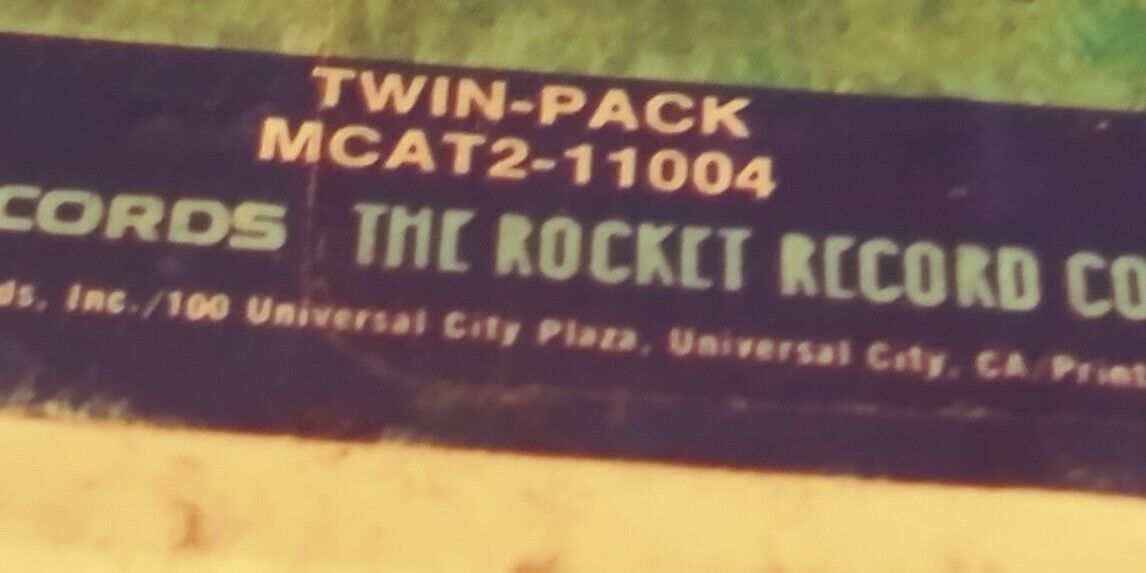 TWIN-PACK
MCAT2-11004
CORDS THE ROCKET RECORD CO
ds, Inc./100 Universal City Plaza, Universal City, CA/Print